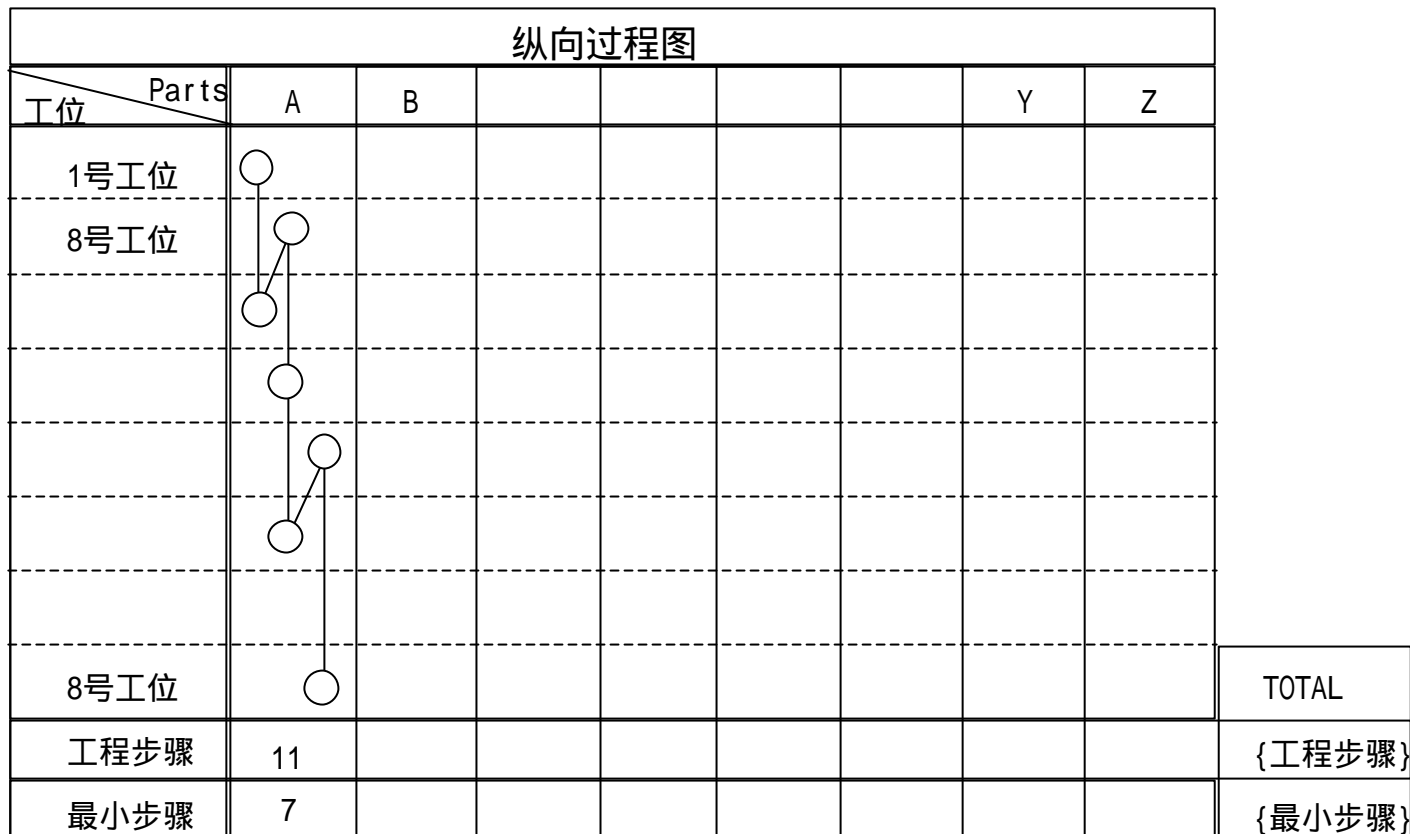 纵向过程图
Parts
工位
A B Y Z
1号工位
8号工位
8号工位
TOTAL
工程步骤 11 {工程步骤}
最小步骤 7 {最小步骤}